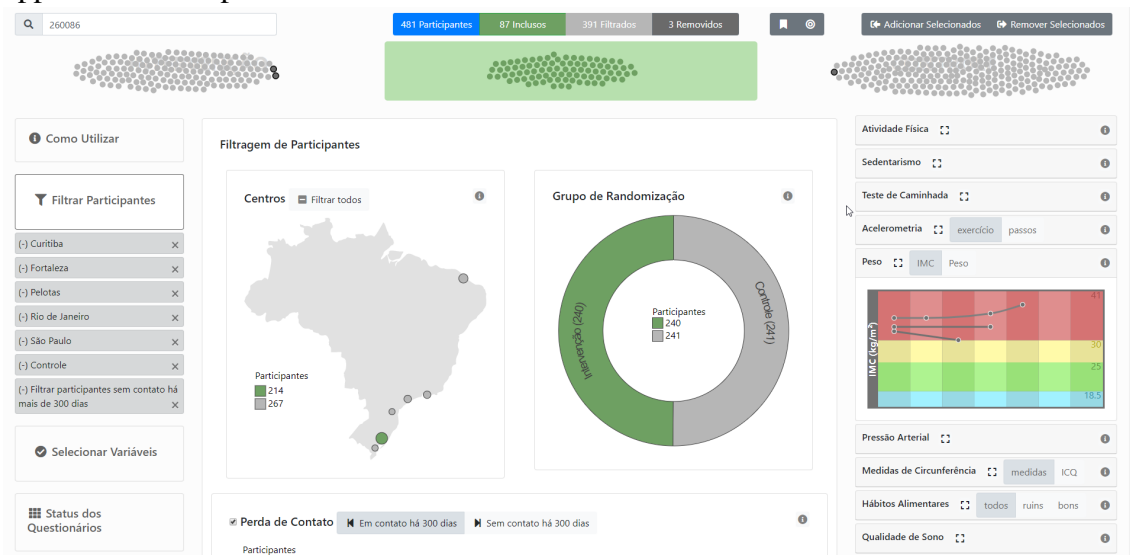 260086
481 Participantes
87 Inclusos
391 Filtrados
3 Removidos
Adicionar Selecionados
Remover Selecionados
Como Utilizar
Filtrar Participantes
(-) Curitiba
(-) Fortaleza
(-) Pelotas
(-) Rio de Janeiro
(-) São Paulo
(-) Controle
(-) Filtrar participantes sem contato há
mais de 300 dias
Selecionar Variáveis
Status dos
Questionários
Filtragem de Participantes
Centros
Filtrar todos
Participantes
214
267
Grupo de Randomização
Intervenção (240)
Controle (241)
Participantes
240
241
Perda de Contato
Em contato há 300 dias
Sem contato há 300 dias
Participantes
Atividade Física
Sedentarismo
Teste de Caminhada
Acelerometria
exercício
passos
Peso
IMC
Peso
IMC (kg/m²)
41
30
25
18.5
Pressão Arterial
Medidas de Circunferência
medidas
ICQ
Hábitos Alimentares
todos
ruins
bons
Qualidade de Sono